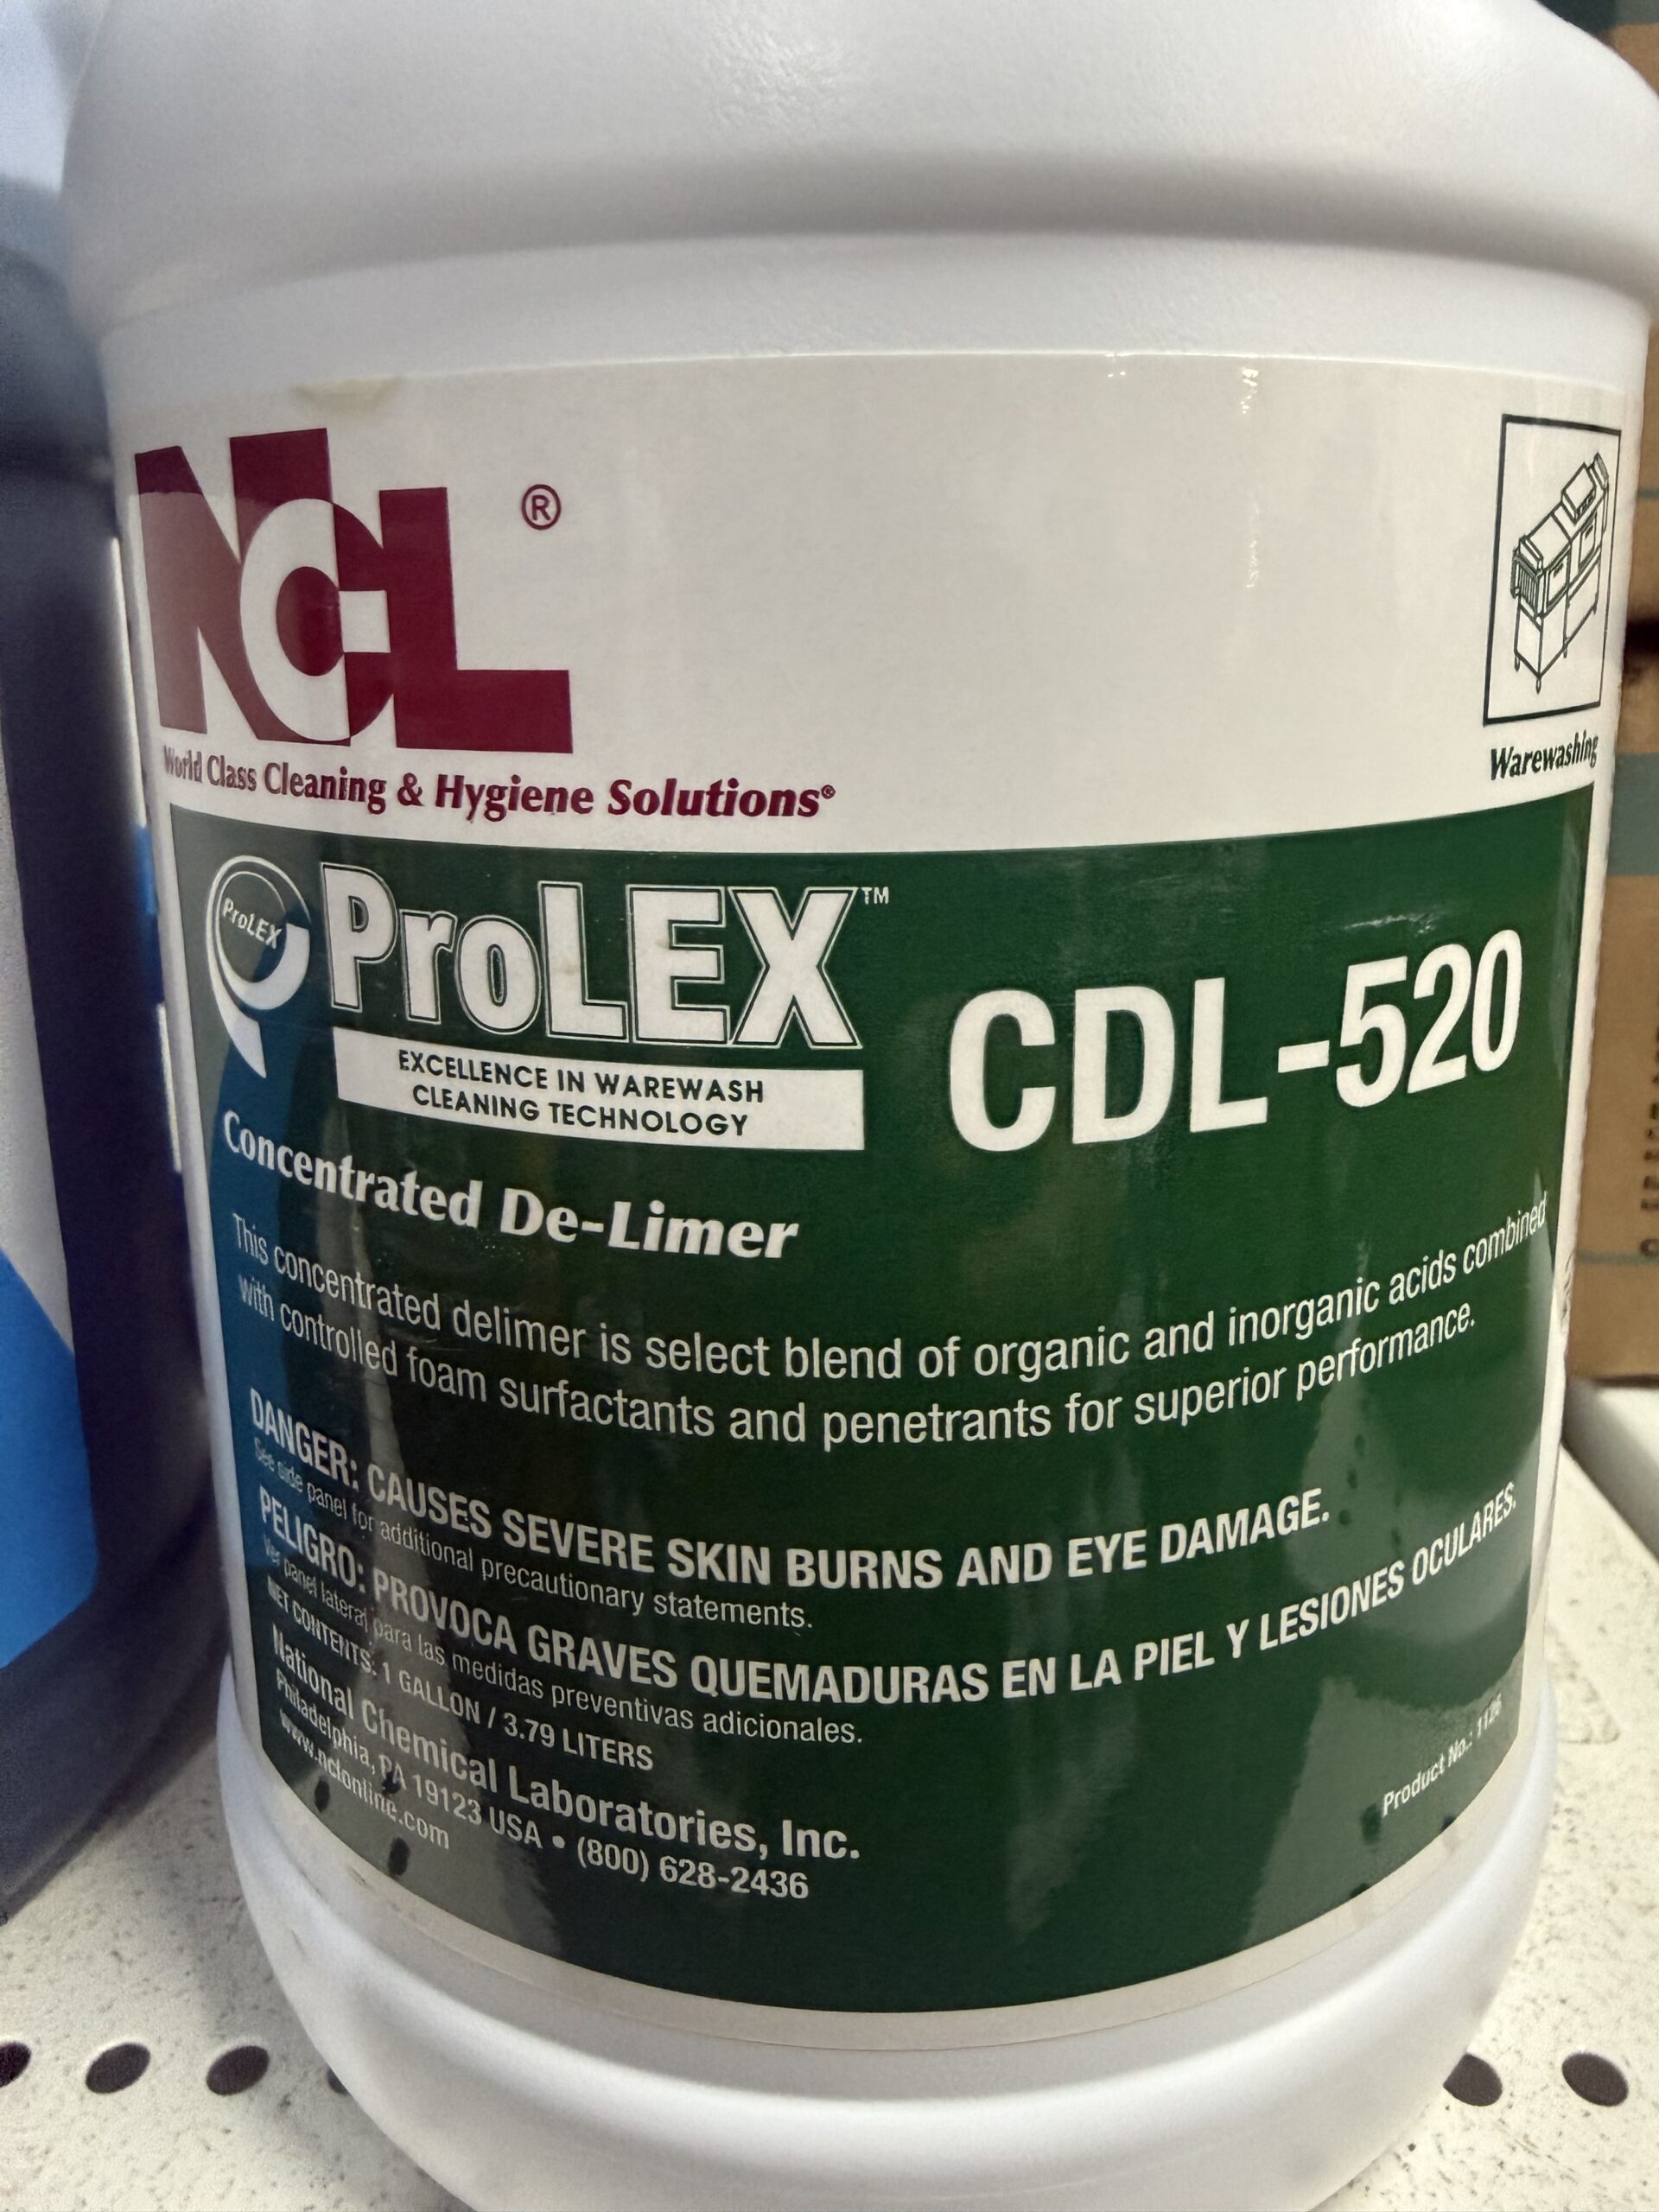 NCL®
World Class Cleaning & Hygiene Solutions®
Warewashing
ProLEX
ProLEX™
EXCELLENCE IN WAREWASH
CLEANING TECHNOLOGY
CDL-520
Concentrated De-Limer
This concentrated delimer is select blend of organic and inorganic acids combined
with controlled foam surfactants and penetrants for superior performance.
DANGER: CAUSES SEVERE SKIN BURNS AND EYE DAMAGE.
See side panel for additional precautionary statements.
PELIGRO: PROVOCA GRAVES QUEMADURAS EN LA PIEL Y LESIONES OCULARES.
Ver panel lateral para las medidas preventivas adicionales.
NET CONTENTS: 1 GALLON / 3.79 LITERS
National Chemical Laboratories, Inc.
Philadelphia, PA 19123 USA • (800) 628-2436
www.nclonline.com
Product No.: